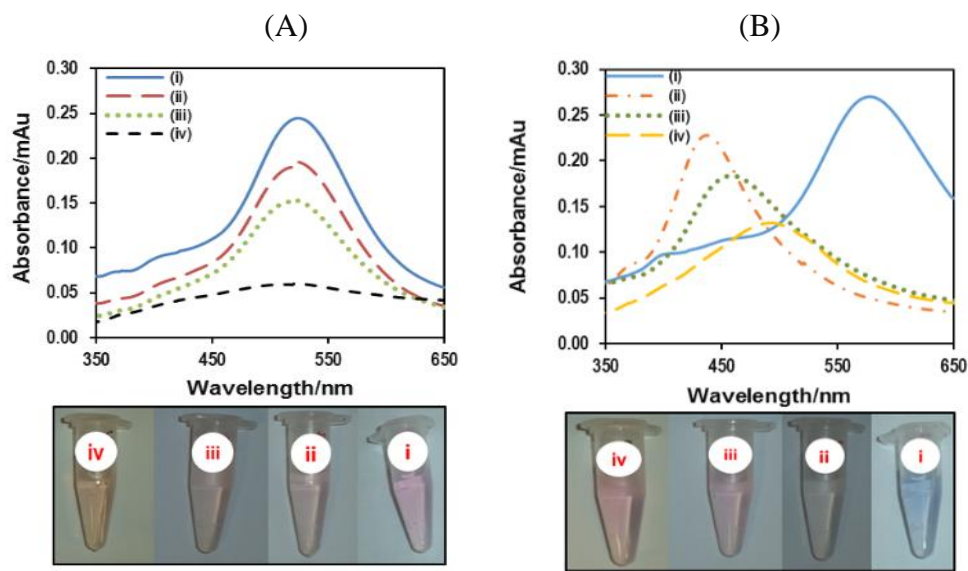 (A)
0.30
0.25
0.20
0.15
0.10
0.05
0.00
Absorbance/mAu
(i)
(ii)
(iii)
(iv)
350
450
550
650
Wavelength/nm
iv
iii
ii
i
(B)
0.30
0.25
0.20
0.15
0.10
0.05
0.00
Absorbance/mAu
(i)
(ii)
(iii)
(iv)
350
450
550
650
Wavelength/nm
iv
iii
ii
i